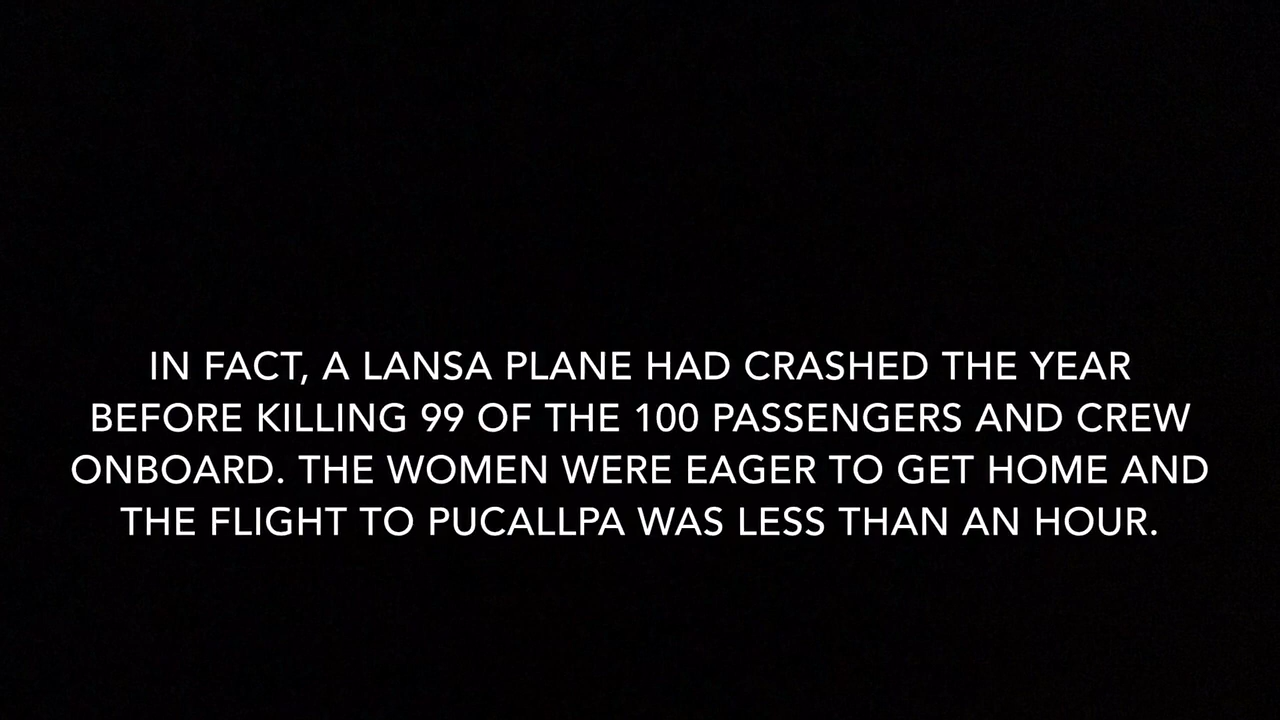 IN FACT, A LANSA PLANE HAD CRASHED THE YEAR
BEFORE KILLING 99 OF THE 100 PASSENGERS AND CREW
ONBOARD. THE WOMEN WERE EAGER TO GET HOME AND
THE FLIGHT TO PUCALLPA WAS LESS THAN AN HOUR.